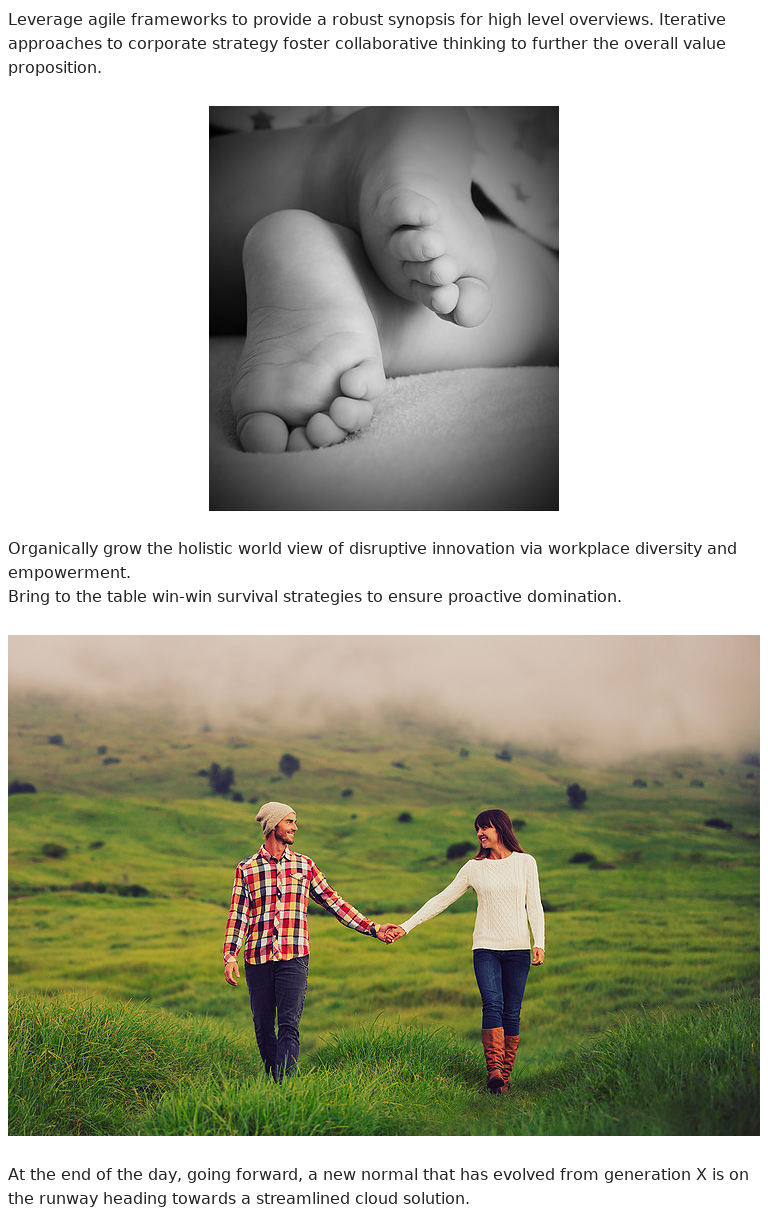 Leverage agile frameworks to provide a robust synopsis for high level overviews. Iterative
approaches to corporate strategy foster collaborative thinking to further the overall value
proposition.
Organically grow the holistic world view of disruptive innovation via workplace diversity and
empowerment.
Bring to the table win-win survival strategies to ensure proactive domination.
At the end of the day, going forward, a new normal that has evolved from generation X is on
the runway heading towards a streamlined cloud solution.